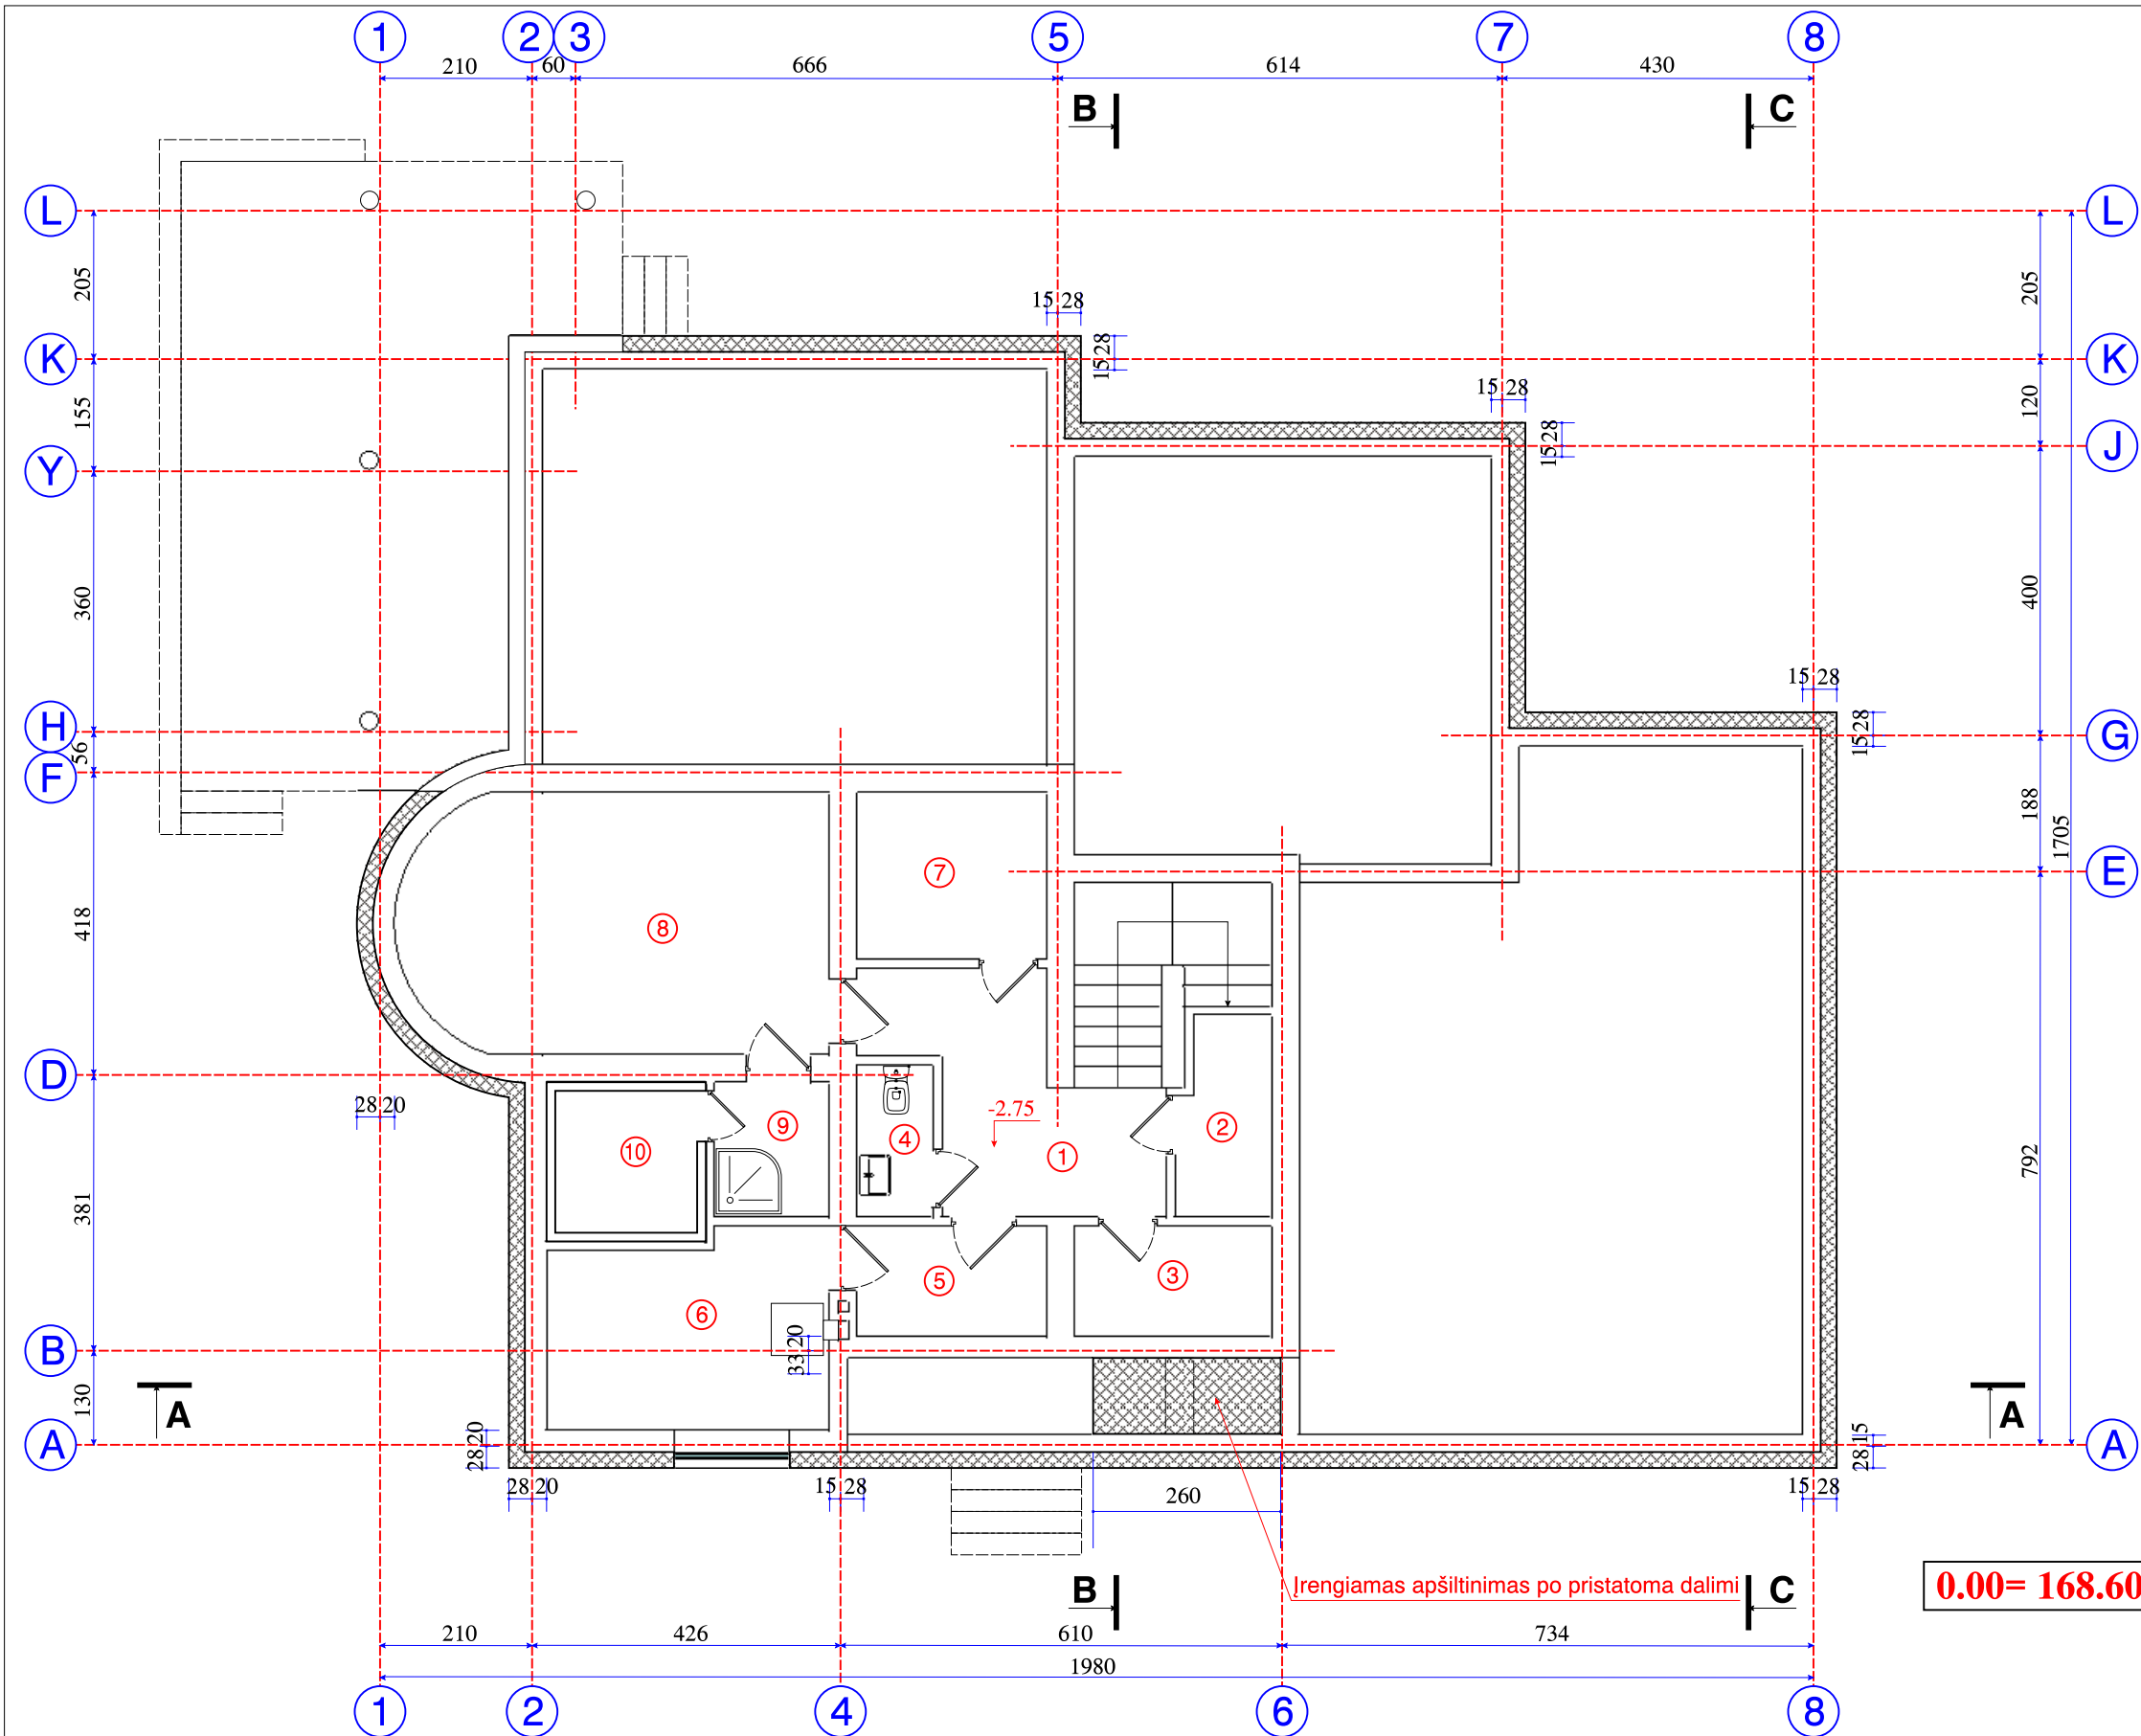 1 2 3 5 7 8
210 60 666 614 430
B C
L L
205 205
15 28
K 15 28 K
155 15 28 120
Y 15 28 J
360 400
15 28
H 15 28 G
56
F
188
1705
7
E
8
418
D
28 20
-2.75
9 4 2
10 1
381 792
5 3
6
B 33 20
130
A A
A 28 20 28 15 A
28 20 15 28 260 15 28
B Įrengiamas apšiltinimas po pristatoma dalimi C
0.00= 168.60
210 426 610 734
1980
1 2 4 6 8